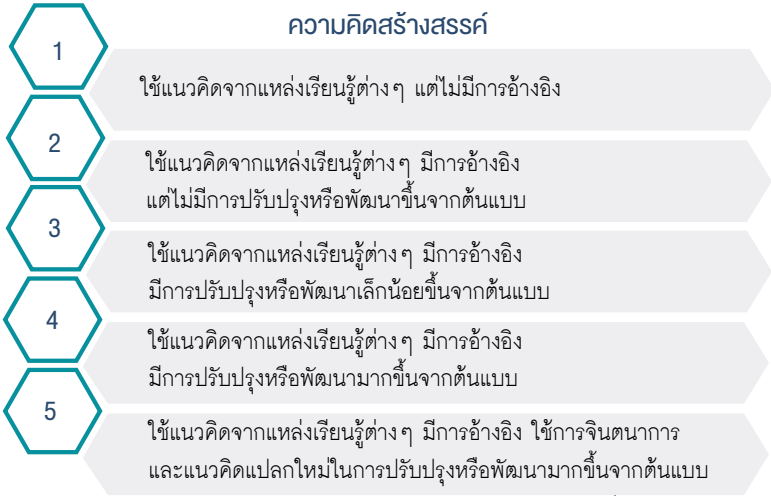 ความคิดสร้างสรรค์
1
ใช้แนวคิดจากแหล่งเรียนรู้ต่างๆ แต่ไม่มีการอ้างอิง
2
ใช้แนวคิดจากแหล่งเรียนรู้ต่างๆ มีการอ้างอิง
แต่ไม่มีการปรับปรุงหรือพัฒนาขึ้นจากต้นแบบ
3
ใช้แนวคิดจากแหล่งเรียนรู้ต่างๆ มีการอ้างอิง
มีการปรับปรุงหรือพัฒนาเล็กน้อยขึ้นจากต้นแบบ
4
ใช้แนวคิดจากแหล่งเรียนรู้ต่างๆ มีการอ้างอิง
มีการปรับปรุงหรือพัฒนามากขึ้นจากต้นแบบ
5
ใช้แนวคิดจากแหล่งเรียนรู้ต่างๆ มีการอ้างอิง ใช้การจินตนาการ
และแนวคิดแปลกใหม่ในการปรับปรุงหรือพัฒนามากขึ้นจากต้นแบบ